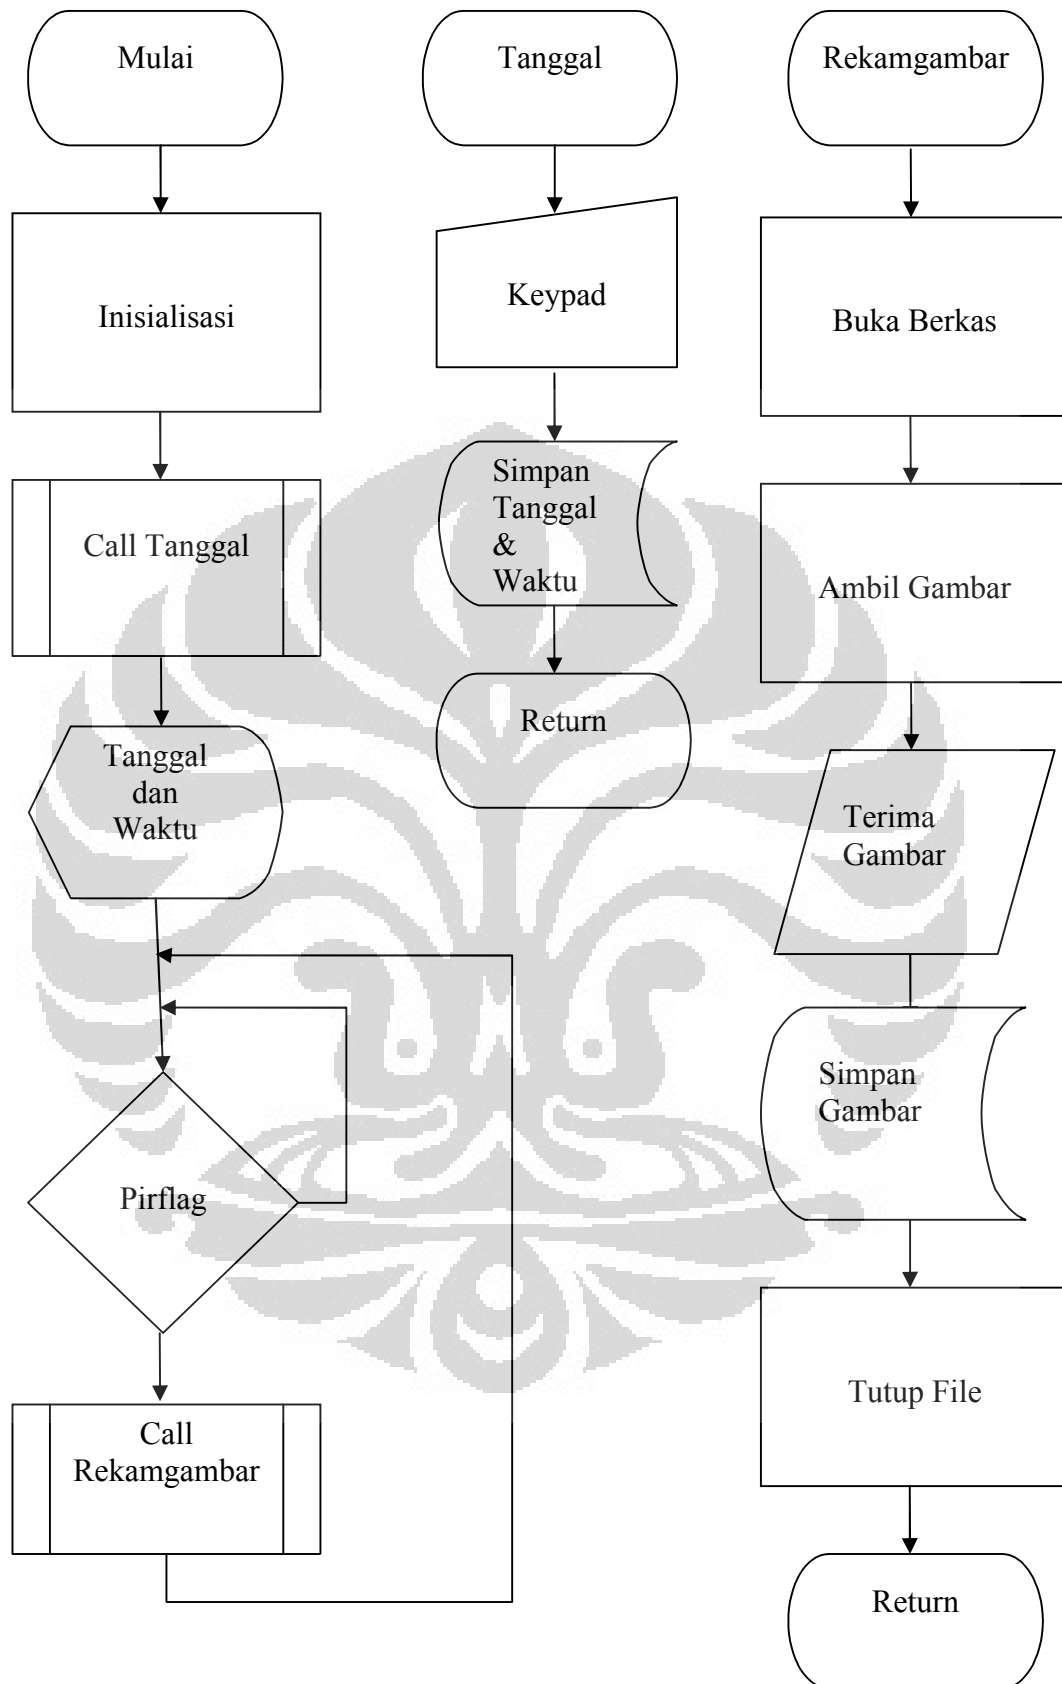 Mulai
Inisialisasi
Call Tanggal
Tanggal
dan
Waktu
Pirflag
Call
Rekamgambar
Tanggal
Keypad
Simpan
Tanggal
&
Waktu
Return
Rekamgambar
Buka Berkas
Ambil Gambar
Terima
Gambar
Simpan
Gambar
Tutup File
Return